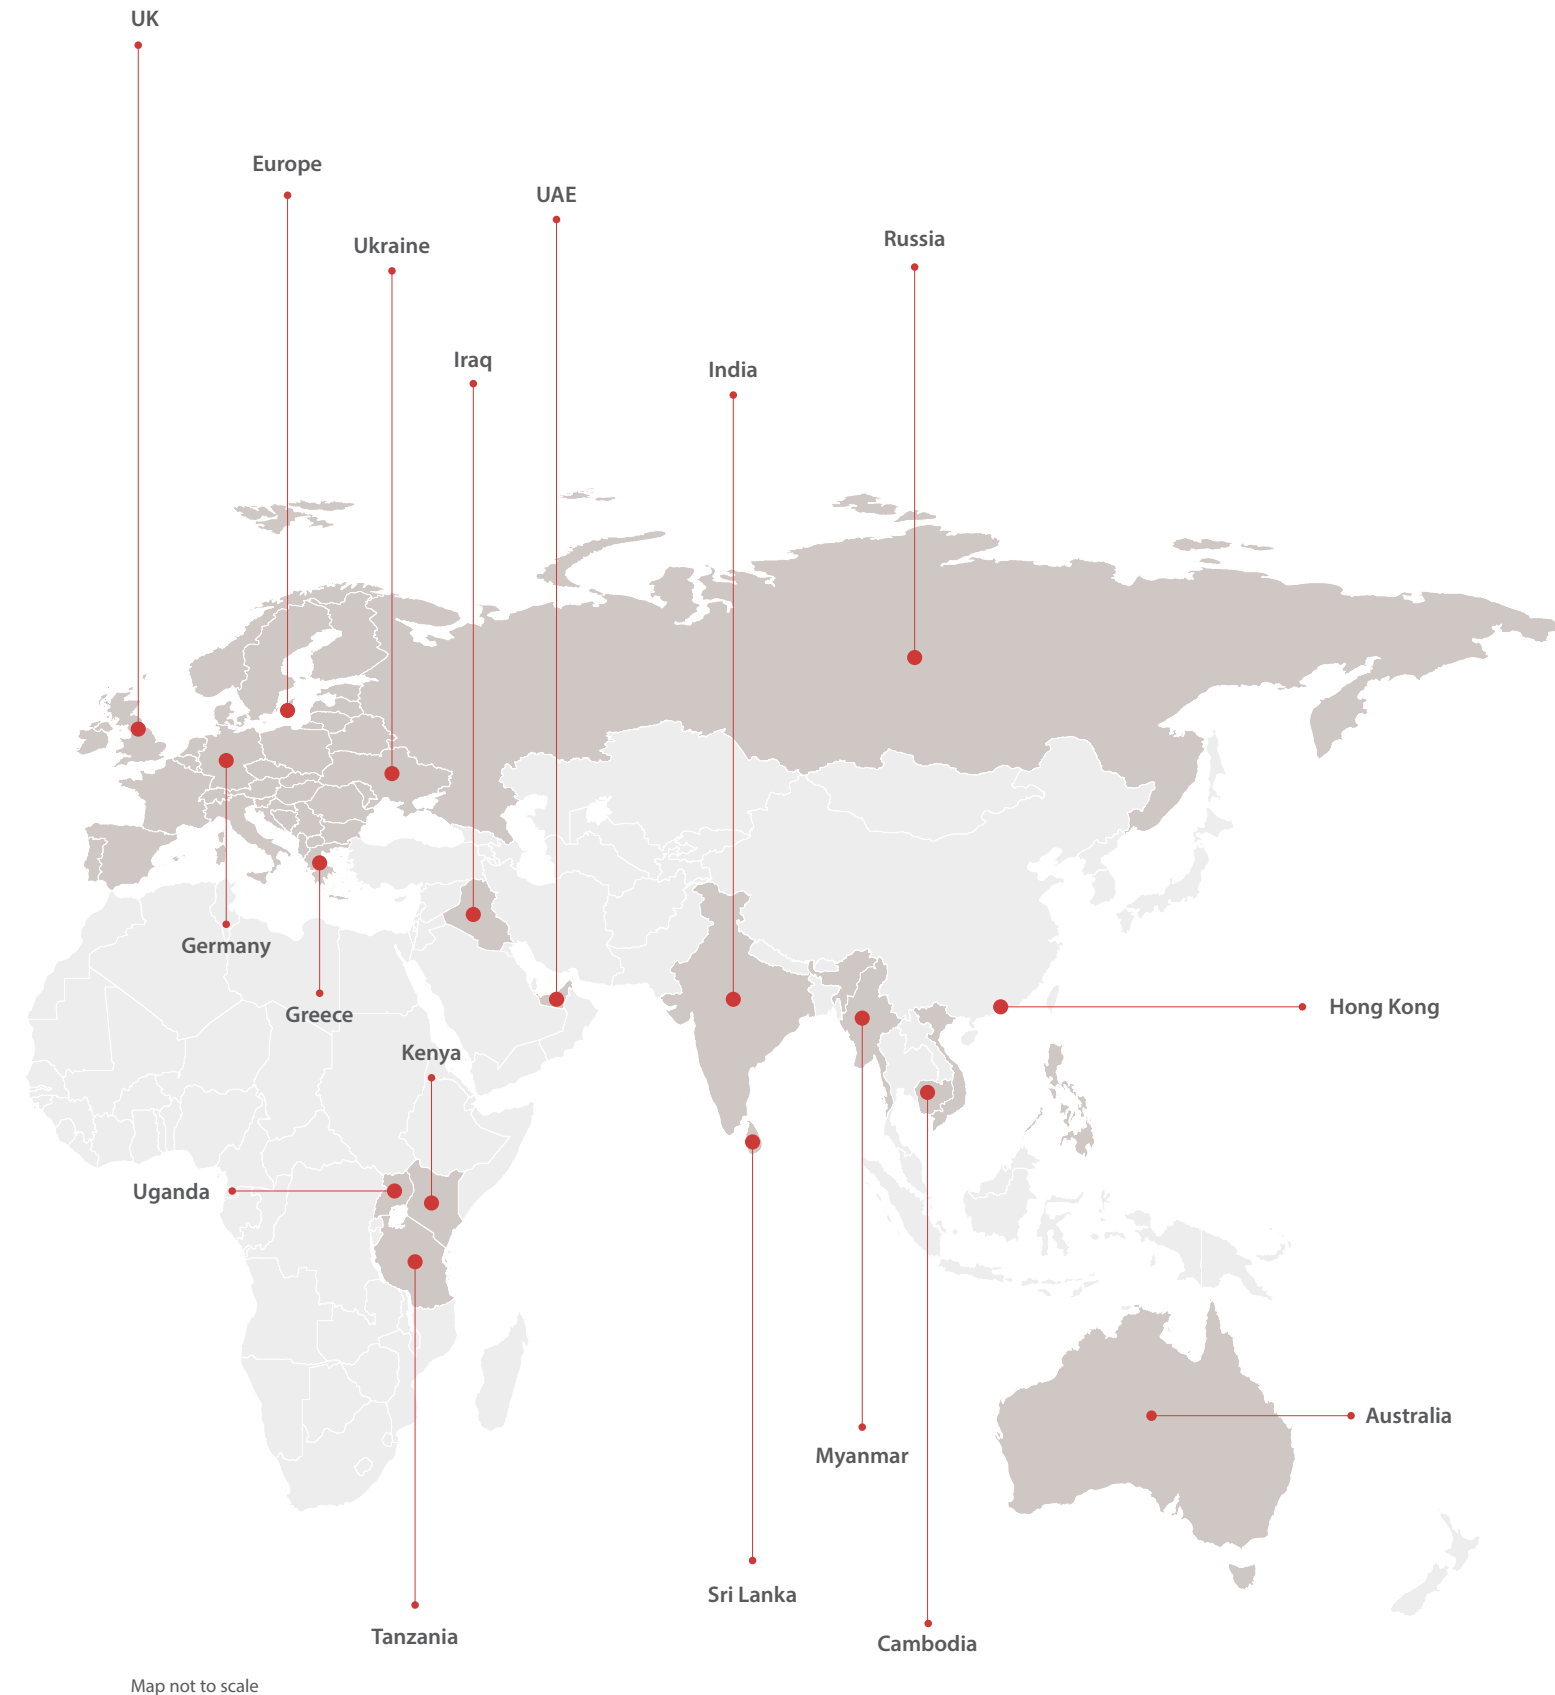 UK
Europe
UAE
Ukraine
Russia
Iraq
India
Germany
Greece
Hong Kong
Kenya
Uganda
Australia
Myanmar
Sri Lanka
Tanzania
Cambodia
Map not to scale